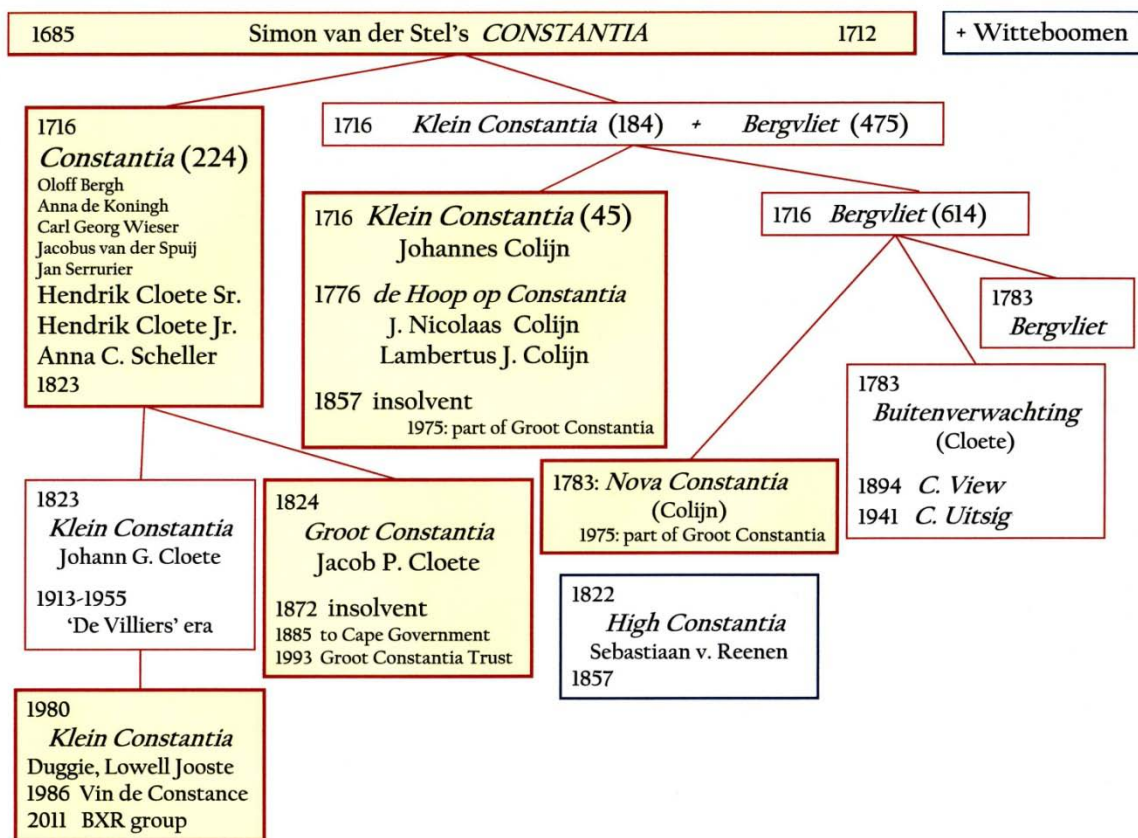 1685 Simon van der Stel's CONSTANTIA 1712
+ Witteboomen
1716
Constantia (224)
Oloff Bergh
Anna de Koningh
Carl Georg Wieser
Jacobus van der Spuij
Jan Serrurier
Hendrik Cloete Sr.
Hendrik Cloete Jr.
Anna C. Scheller
1823
1716 Klein Constantia (184) + Bergvliet (475)
1716 Klein Constantia (45)
Johannes Colijn
1776 de Hoop op Constantia
J. Nicolaas Colijn
Lambertus J. Colijn
1857 insolvent
1975: part of Groot Constantia
1716 Bergvliet (614)
1783
Bergvliet
1783
Buitenverwachting
(Cloete)
1894 C. View
1941 C. Uitsig
1783: Nova Constantia
(Colijn)
1975: part of Groot Constantia
1823
Klein Constantia
Johann G. Cloete
1913-1955
'De Villiers' era
1824
Groot Constantia
Jacob P. Cloete
1872 insolvent
1885 to Cape Government
1993 Groot Constantia Trust
1822
High Constantia
Sebastiaan v. Reenen
1857
1980
Klein Constantia
Duggie, Lowell Jooste
1986 Vin de Constance
2011 BXR group